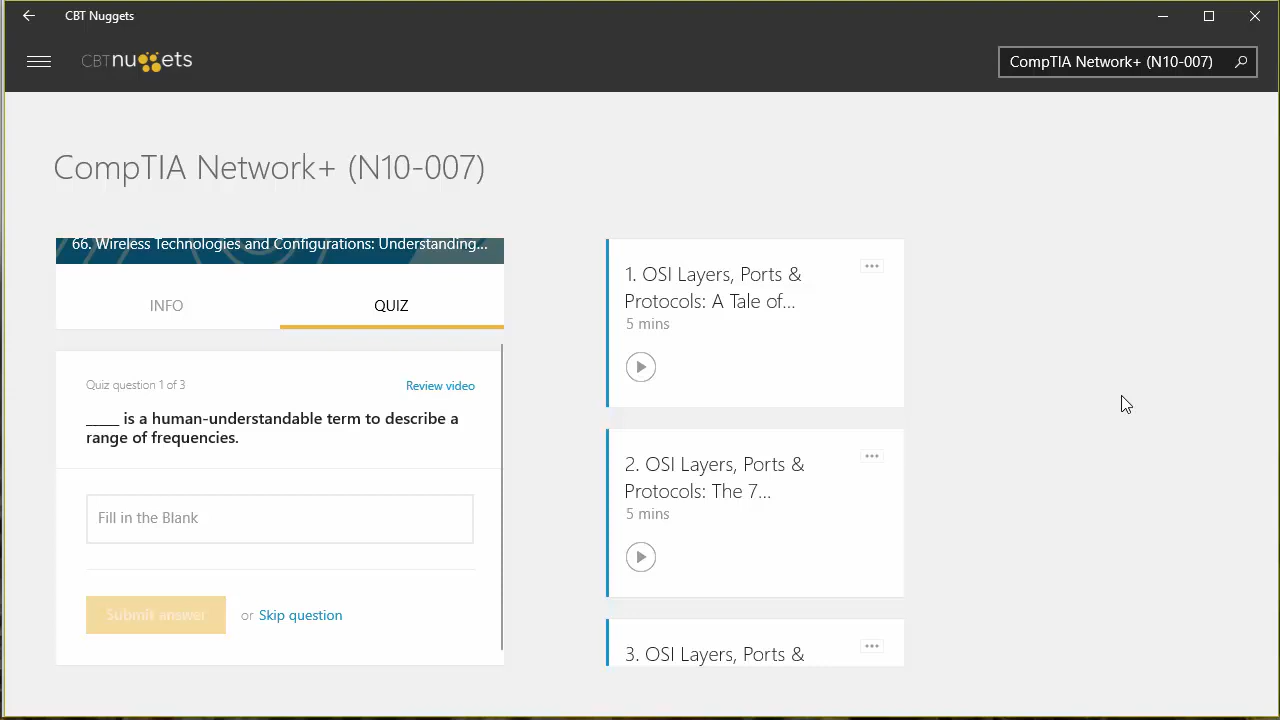 CBT Nuggets
CBTnuggets
CompTIA Network+ (N10-007)
CompTIA Network+ (N10-007)
66. Wireless Technologies and Configurations: Understanding...
INFO
QUIZ
Quiz question 1 of 3
Review video
_____ is a human-understandable term to describe a
range of frequencies.
Fill in the Blank
Submit answer
or Skip question
1. OSI Layers, Ports &
Protocols: A Tale of...
5 mins
2. OSI Layers, Ports &
Protocols: The 7...
5 mins
3. OSI Layers, Ports &